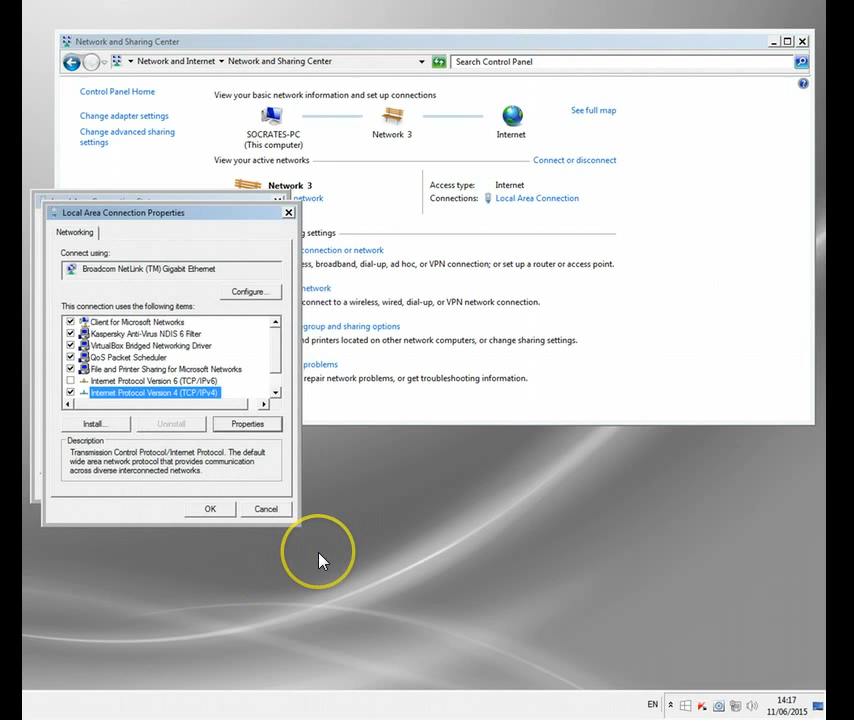 Network and Sharing Center
Network and Internet
Network and Sharing Center
Search Control Panel
Control Panel Home
Change adapter settings
Change advanced sharing
settings
View your basic network information and set up connections
See full map
SOCRATES-PC
(This computer)
Network 3
Internet
View your active networks
Connect or disconnect
Network 3
network
Access type:
Internet
Connections:
Local Area Connection
g settings
connection or network
ss, broadband, dial-up, ad hoc, or VPN connection; or set up a router or access point.
network
connect to a wireless, wired, dial-up, or VPN network connection.
group and sharing options
nd printers located on other network computers, or change sharing settings.
problems
repair network problems, or get troubleshooting information.
Local Area Connection Properties
Networking
Connect using:
Broadcom NetLink (TM) Gigabit Ethernet
Configure...
This connection uses the following items:
Client for Microsoft Networks
Kaspersky Anti-Virus NDIS 6 Filter
VirtualBox Bridged Networking Driver
QoS Packet Scheduler
File and Printer Sharing for Microsoft Networks
Internet Protocol Version 6 (TCP/IPv6)
Internet Protocol Version 4 (TCP/IPv4)
Install...
Uninstall
Properties
Description
Transmission Control Protocol/Internet Protocol. The default
wide area network protocol that provides communication
across diverse interconnected networks.
OK
Cancel
EN
14:17
11/06/2015